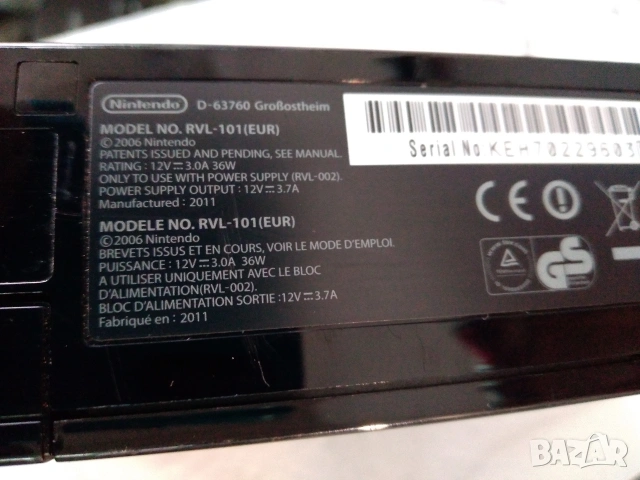 Nintendo D-63760 Großostheim
MODEL NO. RVL-101(EUR)
©2006 Nintendo
PATENTS ISSUED AND PENDING, SEE MANUAL.
RATING : 12V⎓3.0A 36W
ONLY TO USE WITH POWER SUPPLY (RVL-002).
POWER SUPPLY OUTPUT : 12V⎓3.7A
Manufactured : 2011
MODELE NO. RVL-101(EUR)
©2006 Nintendo
BREVETS ISSUS ET EN COURS, VOIR LE MODE D'EMPLOI.
PUISSANCE : 12V⎓3.0A 36W
A UTILISER UNIQUEMENT AVEC LE BLOC
D'ALIMENTATION(RVL-002).
BLOC D'ALIMENTATION SORTIE :12V⎓3.7A
Fabriqué en : 2011
Serial No KEH702296037
CE
GS
BAZAR